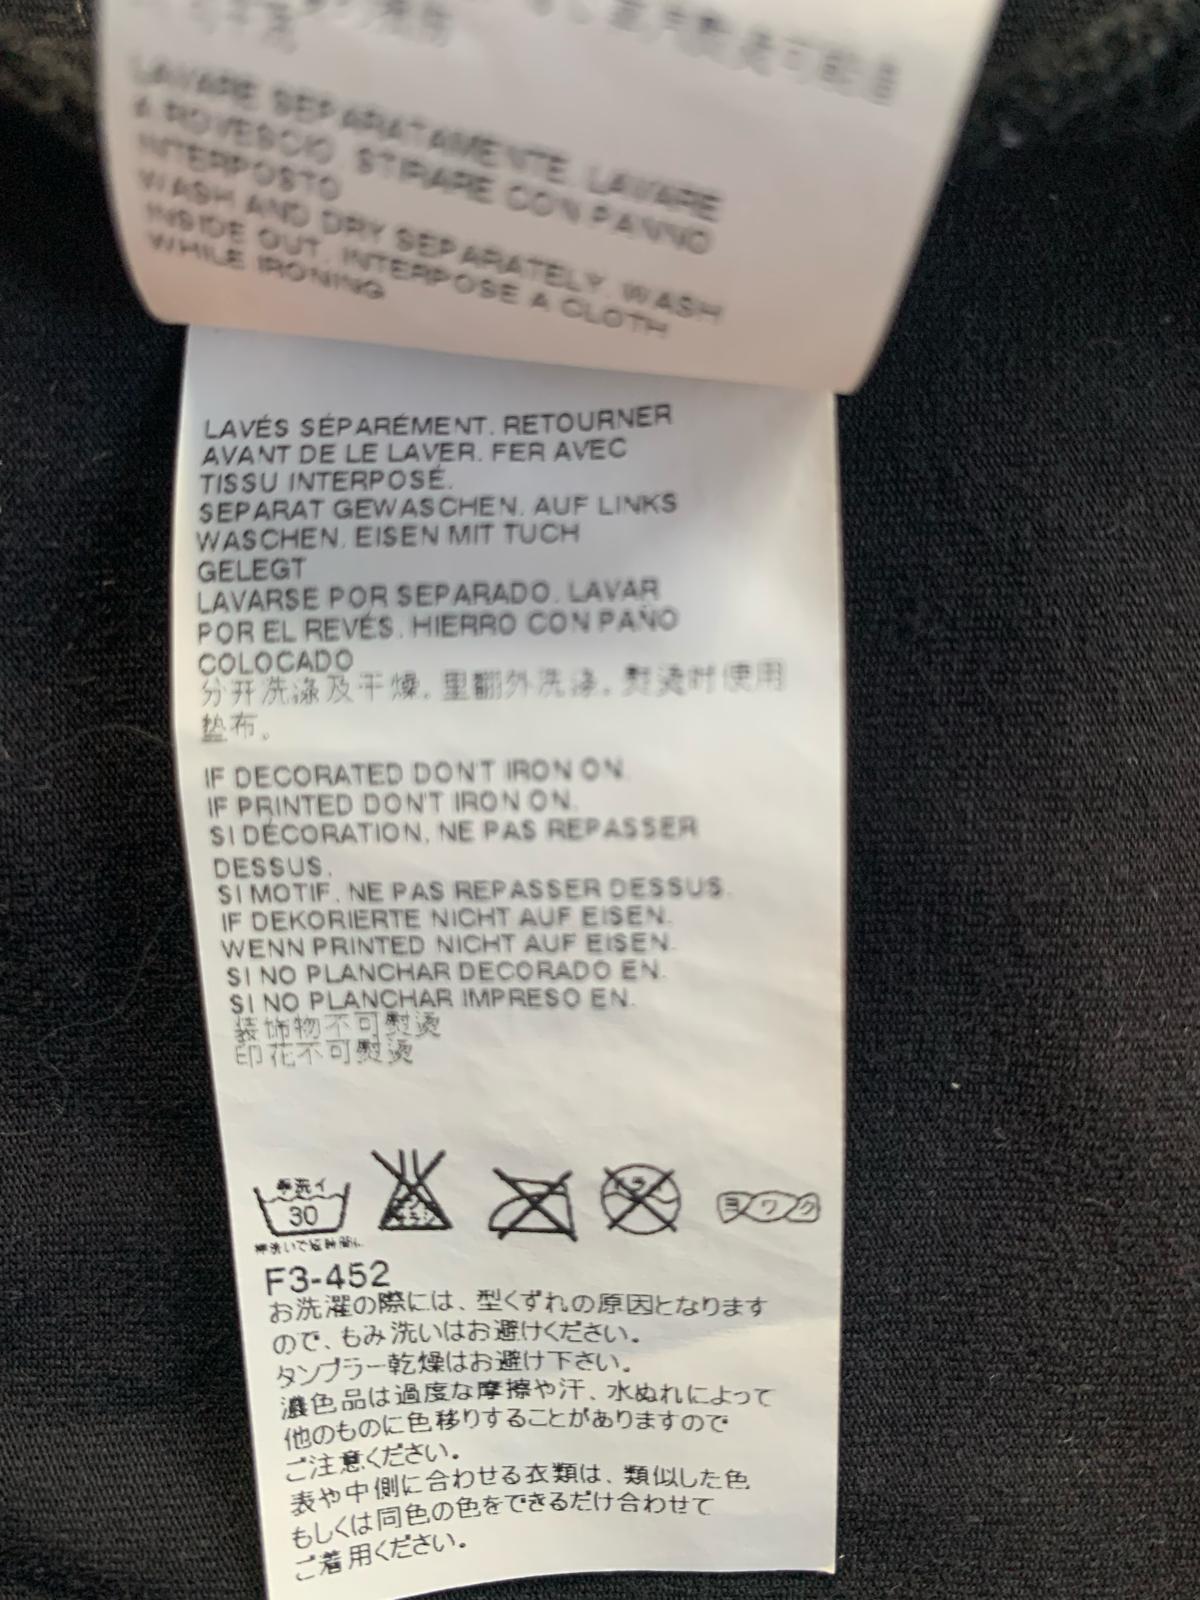 LAVARE SEPARATAMENTE. LAVARE
A ROVESCIO. STIRARE CON PANNO
INTERPOSTO
WASH AND DRY SEPARATELY. WASH
INSIDE OUT. INTERPOSE A CLOTH
WHILE IRONING
LAVÉS SÉPARÉMENT. RETOURNER
AVANT DE LE LAVER. FER AVEC
TISSU INTERPOSÉ.
SEPARAT GEWASCHEN. AUF LINKS
WASCHEN. EISEN MIT TUCH
GELEGT
LAVARSE POR SEPARADO. LAVAR
POR EL REVÉS. HIERRO CON PAÑO
COLOCADO
分开洗涤及干燥。里翻外洗涤。熨烫时使用
垫布。
IF DECORATED DON'T IRON ON.
IF PRINTED DON'T IRON ON.
SI DÉCORATION, NE PAS REPASSER
DESSUS.
SI MOTIF, NE PAS REPASSER DESSUS.
IF DEKORIERTE NICHT AUF EISEN.
WENN PRINTED NICHT AUF EISEN.
SI NO PLANCHAR DECORADO EN.
SI NO PLANCHAR IMPRESO EN.
装饰物不可熨烫
印花不可熨烫
手洗イ
30
ヨワク
F3-452
お洗濯の際には、型くずれの原因となります
ので、もみ洗いはお避けください。
タンブラー乾燥はお避け下さい。
濃色品は過度な摩擦や汗、水ぬれによって
他のものに色移りすることがありますので
ご注意ください。
表や中側に合わせる衣類は、類似した色
もしくは同色の色をできるだけ合わせて
ご着用ください。